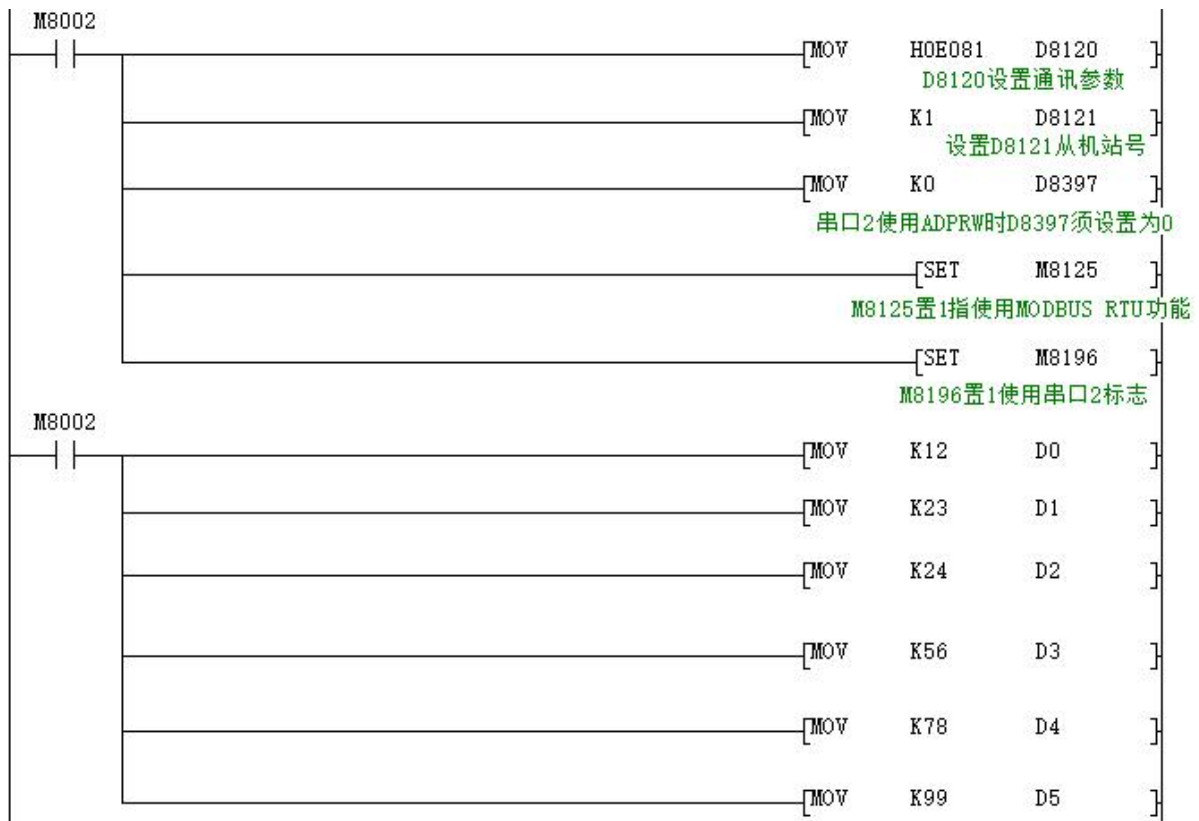 M8002
[MOV H0E081 D8120 ]
D8120设置通讯参数
[MOV K1 D8121 ]
设置D8121从机站号
[MOV K0 D8397 ]
串口2使用ADPRW时D8397须设置为0
[SET M8125 ]
M8125置1指使用MODBUS RTU功能
[SET M8196 ]
M8196置1使用串口2标志
M8002
[MOV K12 D0 ]
[MOV K23 D1 ]
[MOV K24 D2 ]
[MOV K56 D3 ]
[MOV K78 D4 ]
[MOV K99 D5 ]